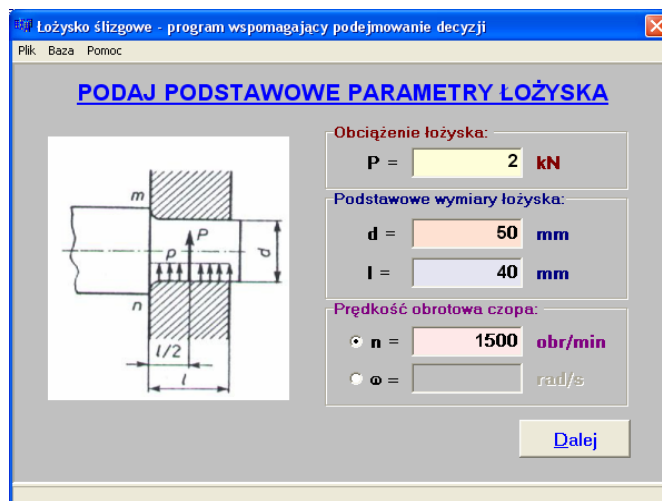 Łożysko ślizgowe - program wspomagający podejmowanie decyzji
Plik Baza Pomoc
PODAJ PODSTAWOWE PARAMETRY ŁOŻYSKA
Obciążenie łożyska:
P = 2 kN
Podstawowe wymiary łożyska:
d = 50 mm
l = 40 mm
Prędkość obrotowa czopa:
n = 1500 obr/min
ω = rad/s
m
P
p
d
n
l/2
l
Dalej